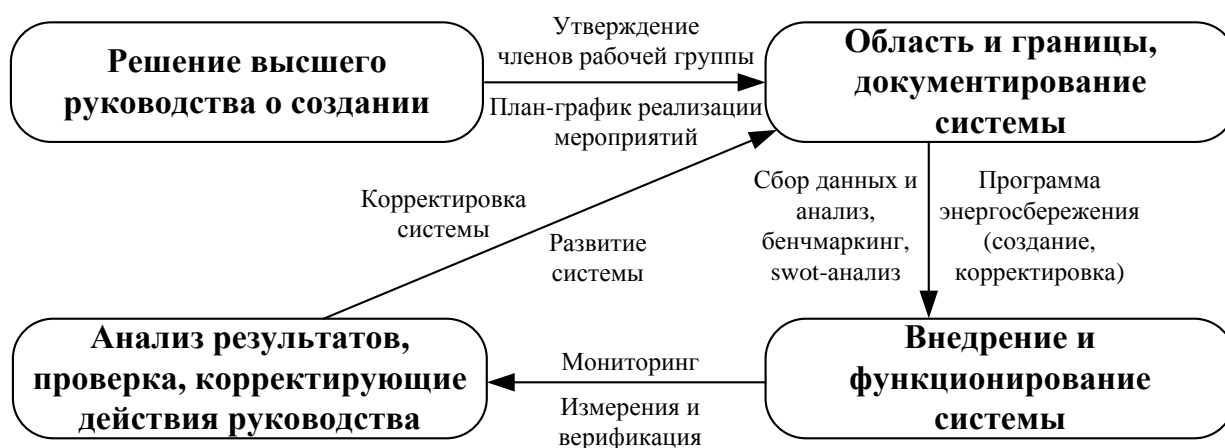 Решение высшего
руководства о создании
Утверждение
членов рабочей группы
План-график реализации
мероприятий
Область и границы,
документирование
системы
Корректировка
системы
Развитие
системы
Сбор данных и
анализ,
бенчмаркинг,
swot-анализ
Программа
энергосбережения
(создание,
корректировка)
Анализ результатов,
проверка, корректирующие
действия руководства
Мониторинг
Измерения и
верификация
Внедрение и
функционирование
системы